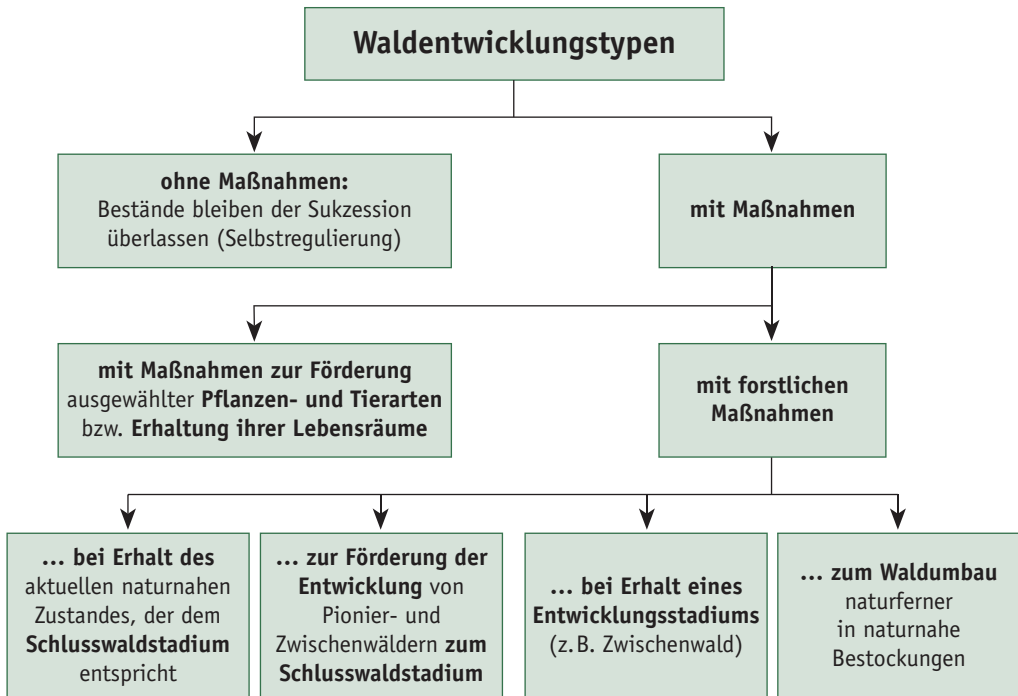 Waldentwicklungstypen
ohne Maßnahmen:
Bestände bleiben der Sukzession
überlassen (Selbstregulierung)
mit Maßnahmen
mit Maßnahmen zur Förderung
ausgewählter Pflanzen- und Tierarten
bzw. Erhaltung ihrer Lebensräume
mit forstlichen
Maßnahmen
... bei Erhalt des
aktuellen naturnahen
Zustandes, der dem
Schlusswaldstadium
entspricht
... zur Förderung der
Entwicklung von
Pionier- und
Zwischenwäldern zum
Schlusswaldstadium
... bei Erhalt eines
Entwicklungsstadiums
(z. B. Zwischenwald)
... zum Waldumbau
naturferner
in naturnahe
Bestockungen